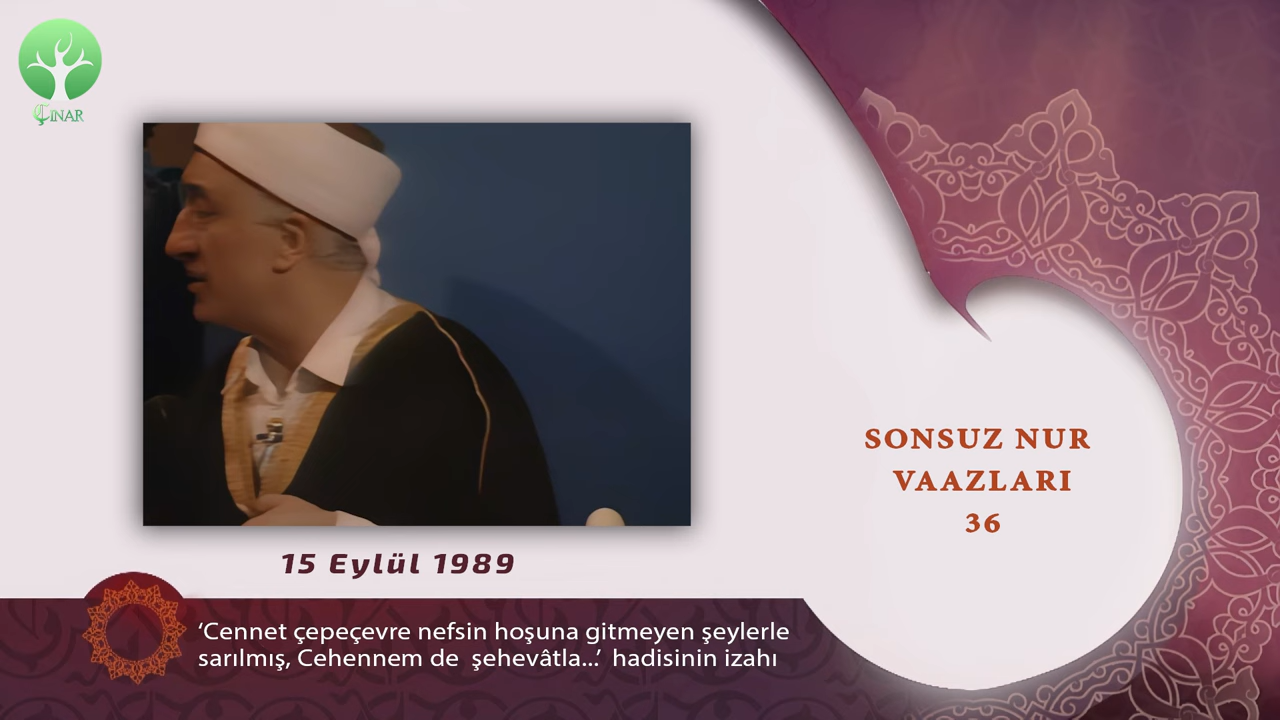 ÇINAR
SONSUZ NUR
VAAZLARI
36
15 Eylül 1989
‘Cennet çepeçevre nefsin hoşuna gitmeyen şeylerle
sarılmış, Cehennem de şehevâtla...’ hadisinin izahı